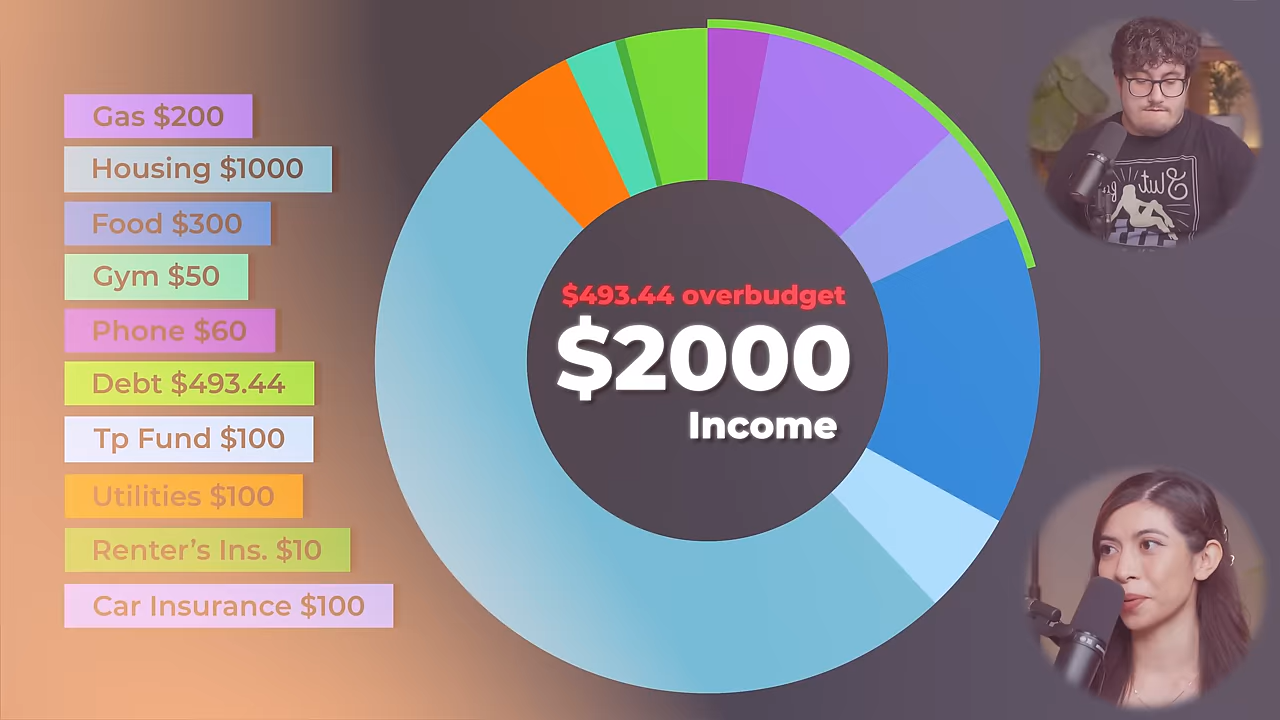 Gas $200
Housing $1000
Food $300
Gym $50
Phone $60
Debt $493.44
Tp Fund $100
Utilities $100
Renter's Ins. $10
Car Insurance $100
$493.44 overbudget
$2000
Income
Slut